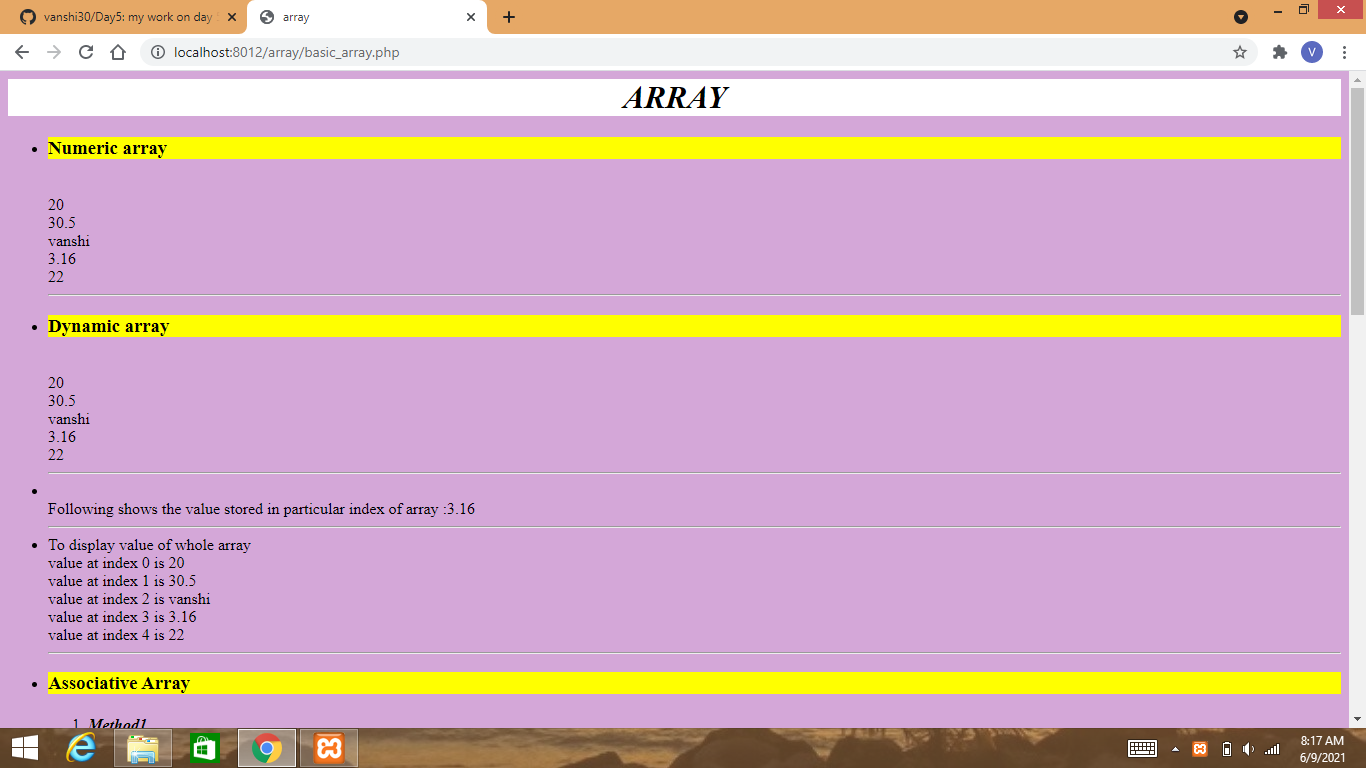 vanshi30/Day5: my work on day
array
localhost:8012/array/basic_array.php
V
ARRAY
Numeric array
20
30.5
vanshi
3.16
22
Dynamic array
20
30.5
vanshi
3.16
22
Following shows the value stored in particular index of array :3.16
To display value of whole array
value at index 0 is 20
value at index 1 is 30.5
value at index 2 is vanshi
value at index 3 is 3.16
value at index 4 is 22
Associative Array
1. Method1
8:17 AM
6/9/2021